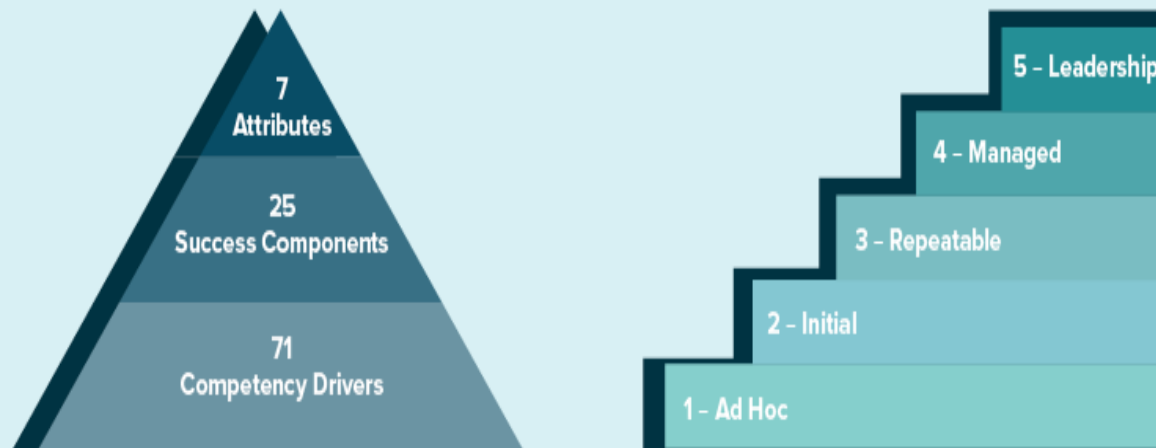 7
Attributes
25
Success Components
71
Competency Drivers
5 – Leadership
4 – Managed
3 – Repeatable
2 – Initial
1 – Ad Hoc